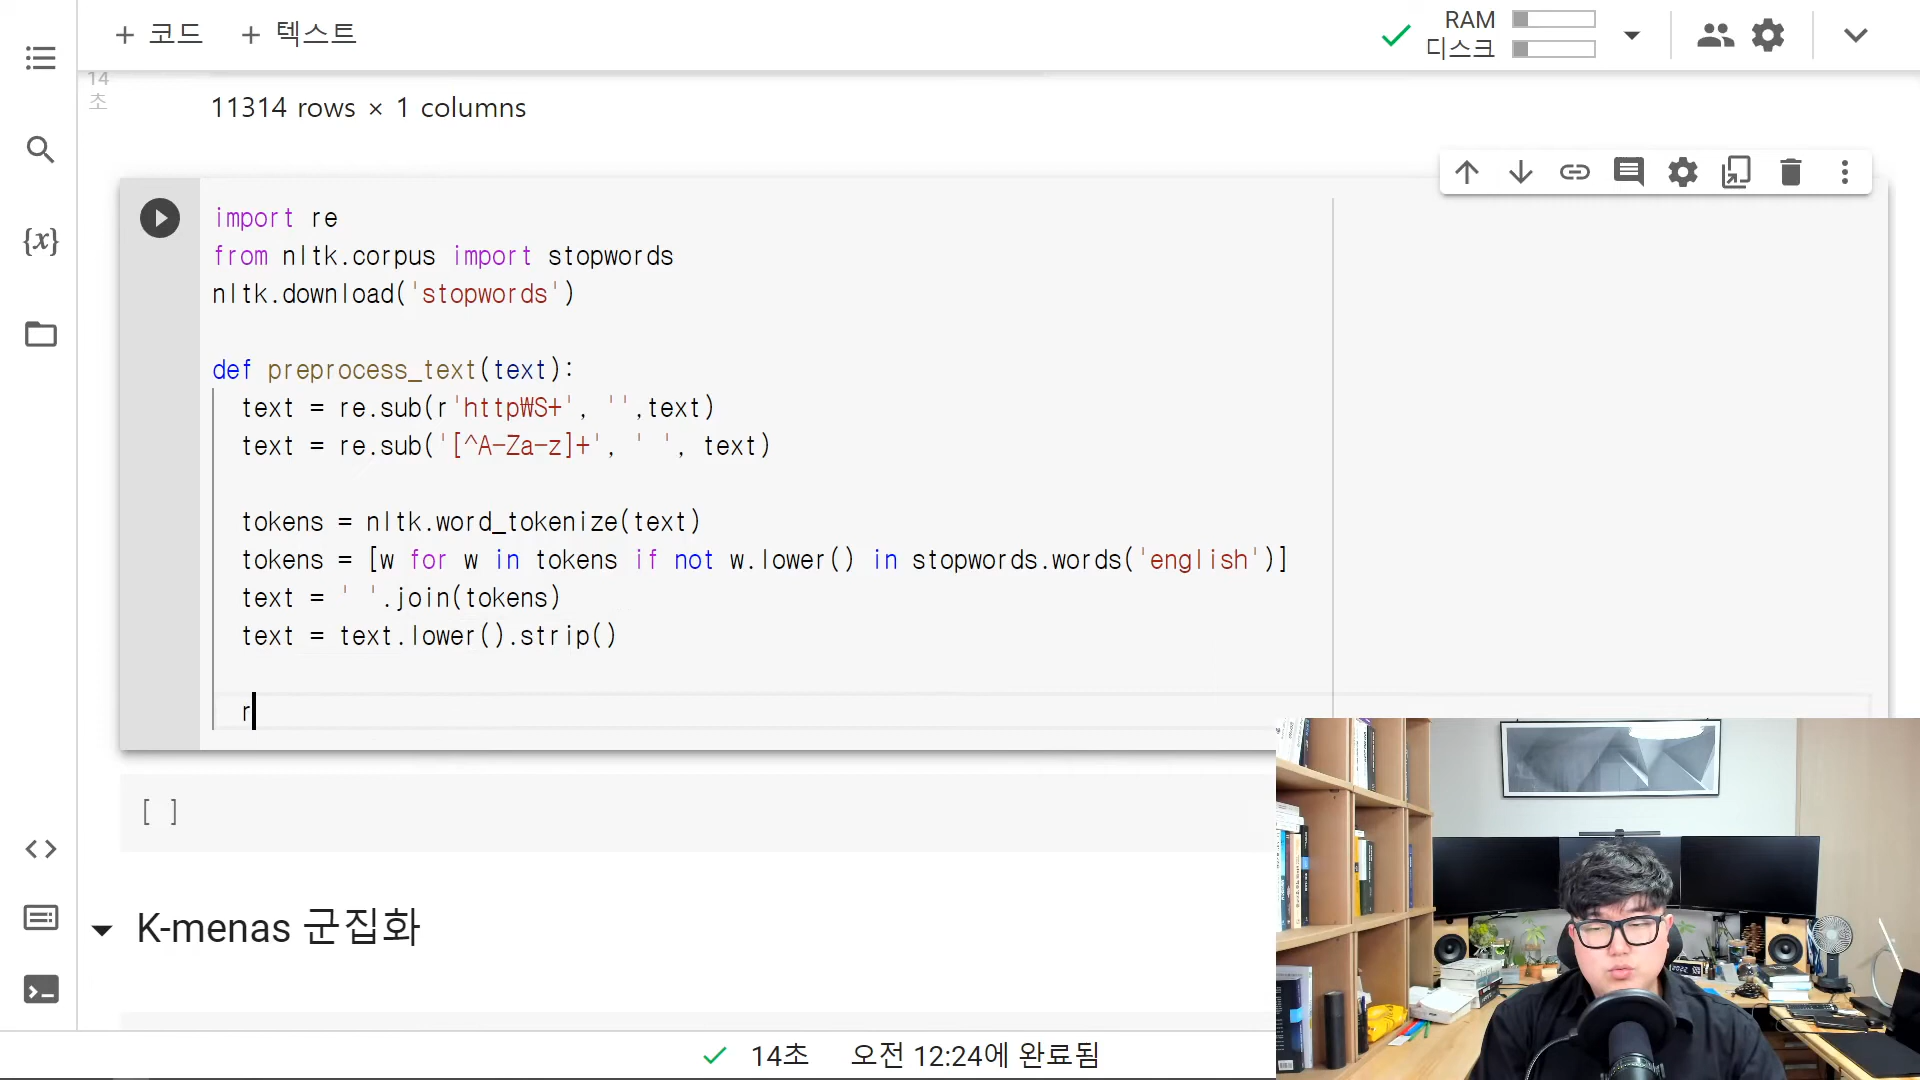 + 코드 + 텍스트
RAM
디스크
14
초
11314 rows × 1 columns
{x}
import re
from nltk.corpus import stopwords
nltk.download('stopwords')
def preprocess_text(text):
text = re.sub(r'http₩S+', '',text)
text = re.sub('[^A-Za-z]+', ' ', text)
tokens = nltk.word_tokenize(text)
tokens = [w for w in tokens if not w.lower() in stopwords.words('english')]
text = ' '.join(tokens)
text = text.lower().strip()
r
[ ]
K-menas 군집화
14초 오전 12:24에 완료됨